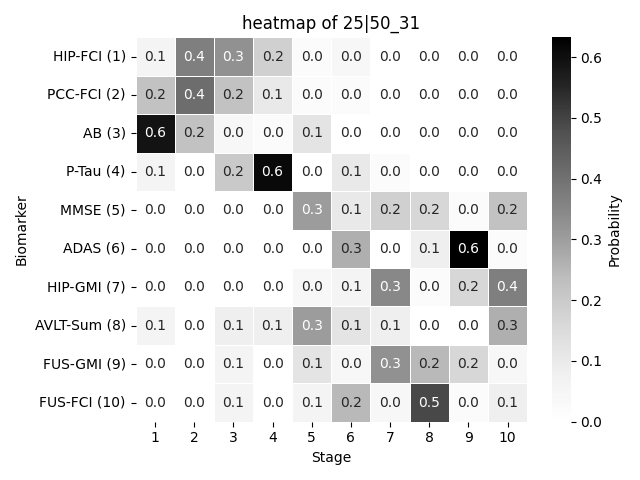 heatmap of 25|50_31
HIP-FCI (1) 0.1 0.4 0.3 0.2 0.0 0.0 0.0 0.0 0.0 0.0
PCC-FCI (2) 0.2 0.4 0.2 0.1 0.0 0.0 0.0 0.0 0.0 0.0
AB (3) 0.6 0.2 0.0 0.0 0.1 0.0 0.0 0.0 0.0 0.0
P-Tau (4) 0.1 0.0 0.2 0.6 0.0 0.1 0.0 0.0 0.0 0.0
MMSE (5) 0.0 0.0 0.0 0.0 0.3 0.1 0.2 0.2 0.0 0.2
ADAS (6) 0.0 0.0 0.0 0.0 0.0 0.3 0.0 0.1 0.6 0.0
HIP-GMI (7) 0.0 0.0 0.0 0.0 0.0 0.1 0.3 0.0 0.2 0.4
AVLT-Sum (8) 0.1 0.0 0.1 0.1 0.3 0.1 0.1 0.0 0.0 0.3
FUS-GMI (9) 0.0 0.0 0.1 0.0 0.1 0.0 0.3 0.2 0.2 0.0
FUS-FCI (10) 0.0 0.0 0.1 0.0 0.1 0.2 0.0 0.5 0.0 0.1
1 2 3 4 5 6 7 8 9 10
Stage
Biomarker
0.6
0.5
0.4
0.3
0.2
0.1
0.0
Probability